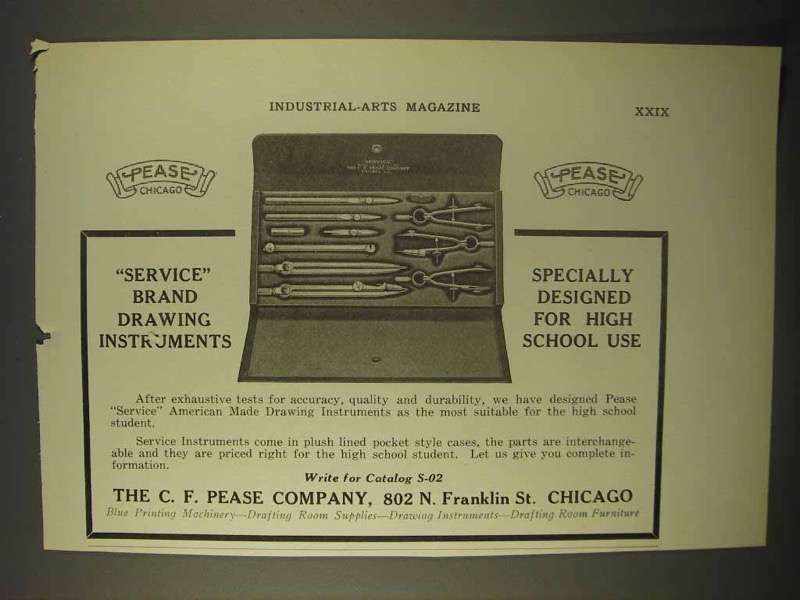 INDUSTRIAL-ARTS MAGAZINE
XXIX
PEASE
CHICAGO
PEASE
CHICAGO
"SERVICE"
THE C. F. PEASE COMPANY
"SERVICE"
BRAND
DRAWING
INSTRUMENTS
SPECIALLY
DESIGNED
FOR HIGH
SCHOOL USE
After exhaustive tests for accuracy, quality and durability, we have designed Pease
"Service" American Made Drawing Instruments as the most suitable for the high school
student.
Service Instruments come in plush lined pocket style cases, the parts are interchange-
able and they are priced right for the high school student. Let us give you complete in-
formation.
Write for Catalog S-02
THE C. F. PEASE COMPANY, 802 N. Franklin St. CHICAGO
Blue Printing Machinery—Drafting Room Supplies—Drawing Instruments—Drafting Room Furniture